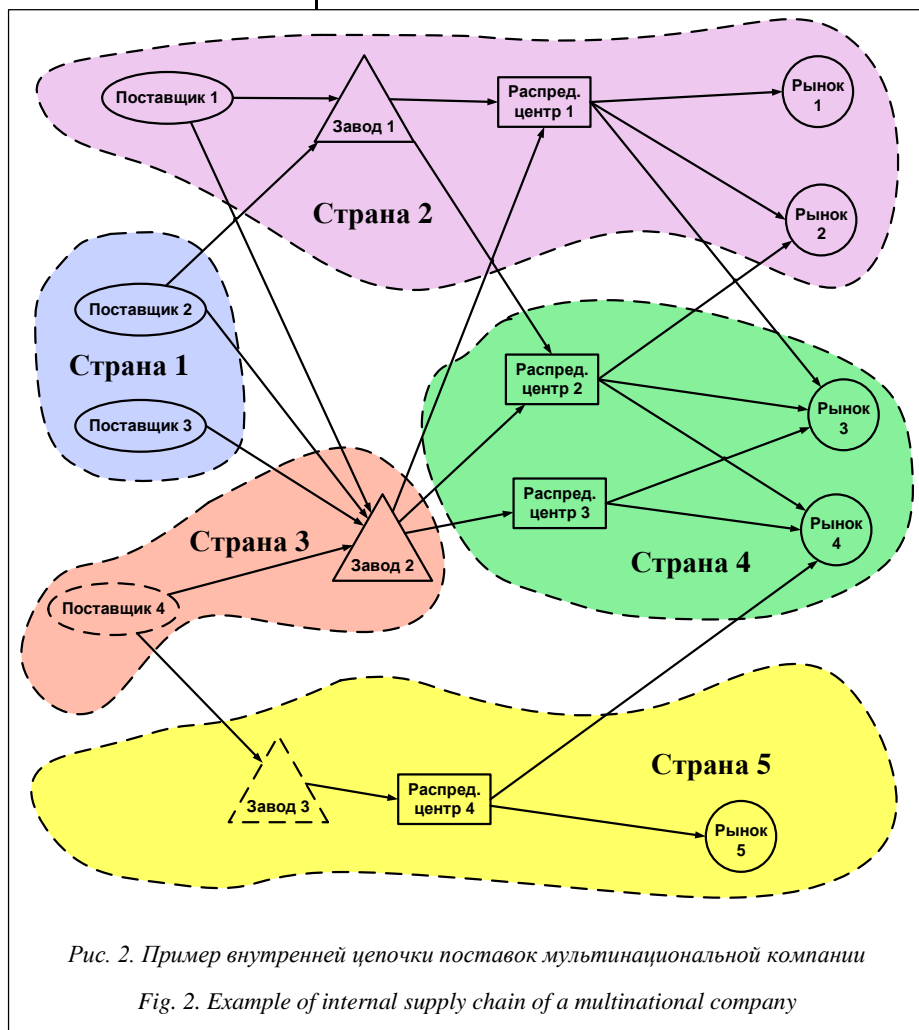 Поставщик 1
Завод 1
Распред.
центр 1
Рынок
1
Страна 2
Рынок
2
Поставщик 2
Страна 1
Поставщик 3
Распред.
центр 2
Рынок
3
Распред.
центр 3
Рынок
4
Страна 4
Страна 3
Завод 2
Поставщик 4
Страна 5
Завод 3
Распред.
центр 4
Рынок
5
Рис. 2. Пример внутренней цепочки поставок мультинациональной компании
Fig. 2. Example of internal supply chain of a multinational company